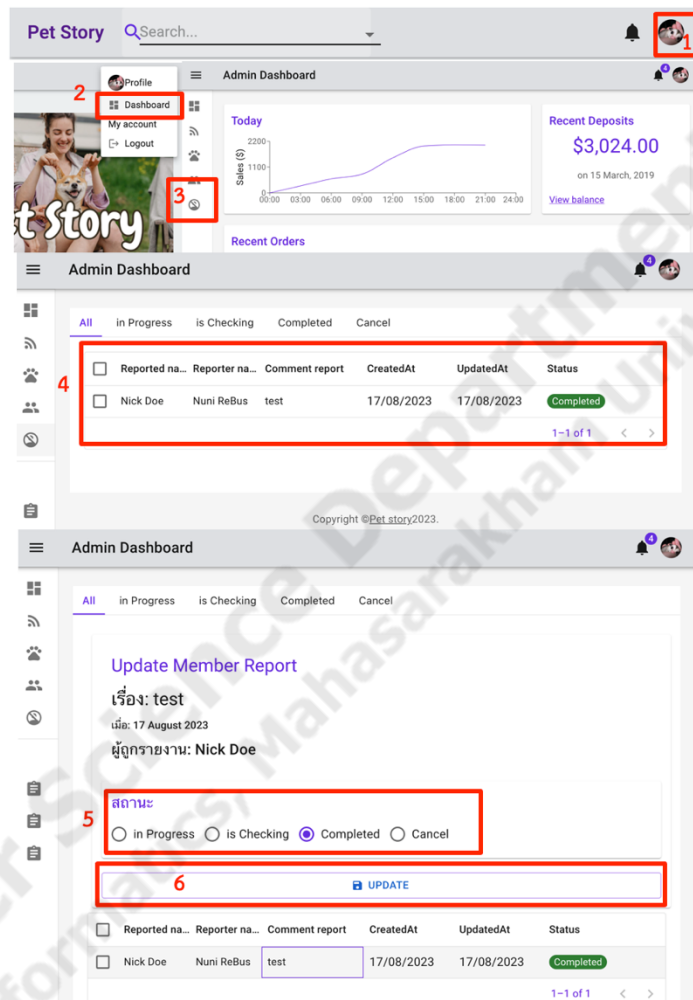 Pet Story Search... 1
2 Profile Admin Dashboard 4
Dashboard
My account
Logout
3
t Story
Today
Sales ($)
2200
1100
0
00:00 03:00 06:00 09:00 12:00 15:00 18:00 21:00 24:00
Recent Deposits
$3,024.00
on 15 March, 2019
View balance
Recent Orders
Admin Dashboard 4
All in Progress is Checking Completed Cancel
4
Reported na... Reporter na... Comment report CreatedAt UpdatedAt Status
Nick Doe Nuni ReBus test 17/08/2023 17/08/2023 Completed
1–1 of 1 < >
Copyright ©Pet story2023.
Admin Dashboard 4
All in Progress is Checking Completed Cancel
Update Member Report
เรื่อง: test
เมื่อ: 17 August 2023
ผู้ถูกรายงาน: Nick Doe
5 สถานะ
in Progress is Checking Completed Cancel
6 UPDATE
Reported na... Reporter na... Comment report CreatedAt UpdatedAt Status
Nick Doe Nuni ReBus test 17/08/2023 17/08/2023 Completed
1–1 of 1 < >
er Science Department
formatics, Mahasarakham Univ